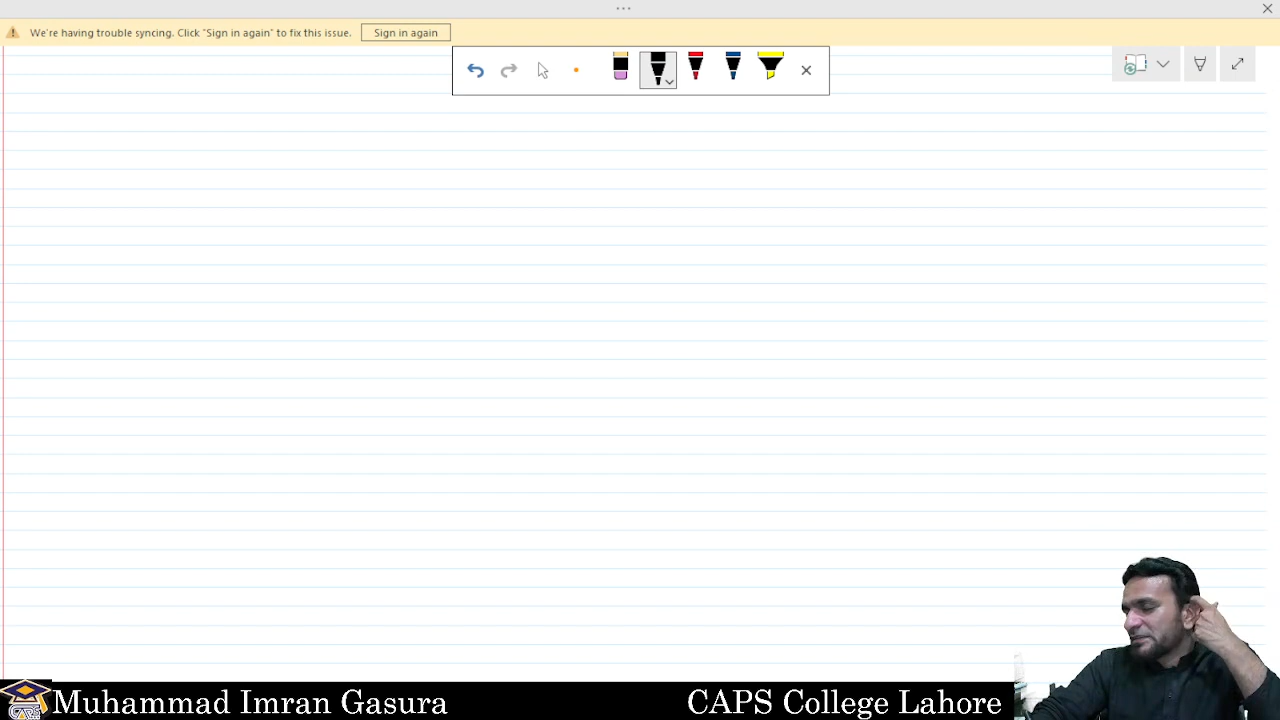 We're having trouble syncing. Click "Sign in again" to fix this issue. Sign in again
Muhammad Imran Gasura CAPS College Lahore